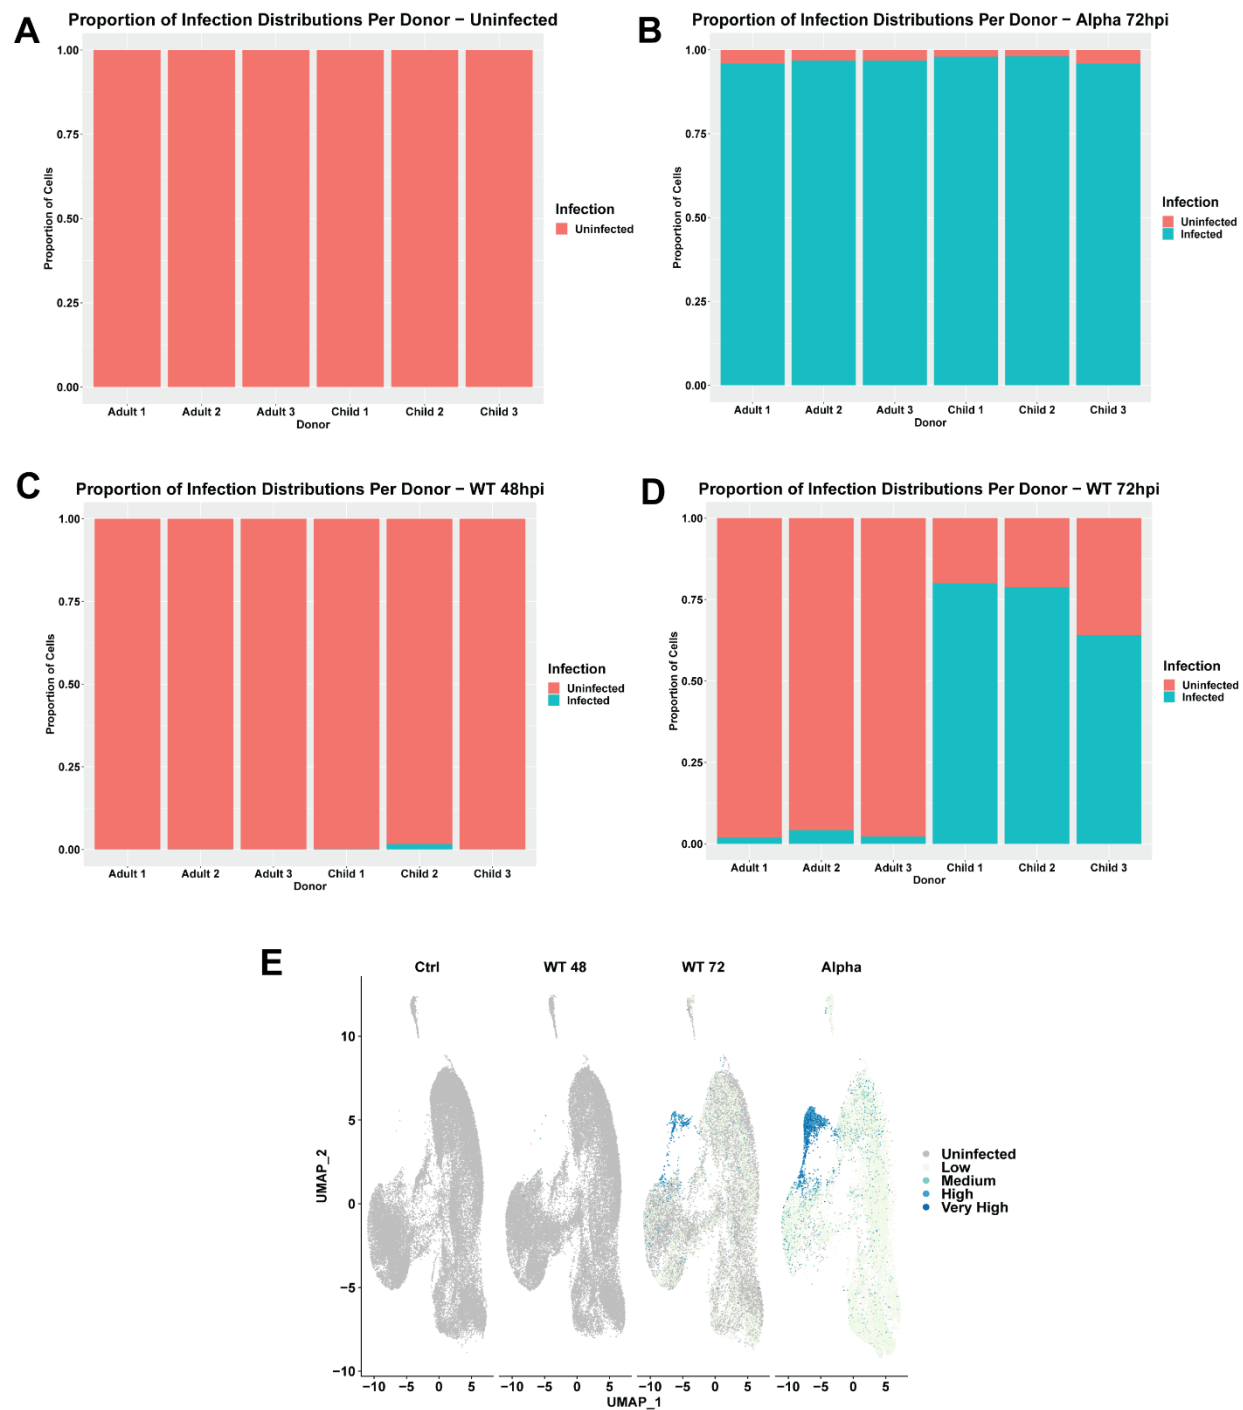 A
Proportion of Infection Distributions Per Donor – Uninfected
1.00
0.75
0.50
0.25
0.00
Proportion of Cells
Adult 1 Adult 2 Adult 3 Child 1 Child 2 Child 3
Donor
Infection
Uninfected
B
Proportion of Infection Distributions Per Donor – Alpha 72hpi
1.00
0.75
0.50
0.25
0.00
Proportion of Cells
Adult 1 Adult 2 Adult 3 Child 1 Child 2 Child 3
Donor
Infection
Uninfected
Infected
C
Proportion of Infection Distributions Per Donor – WT 48hpi
1.00
0.75
0.50
0.25
0.00
Proportion of Cells
Adult 1 Adult 2 Adult 3 Child 1 Child 2 Child 3
Donor
Infection
Uninfected
Infected
D
Proportion of Infection Distributions Per Donor – WT 72hpi
1.00
0.75
0.50
0.25
0.00
Proportion of Cells
Adult 1 Adult 2 Adult 3 Child 1 Child 2 Child 3
Donor
Infection
Uninfected
Infected
E
Ctrl WT 48 WT 72 Alpha
10
5
0
−5
−10
UMAP_2
−10 −5 0 5 −10 −5 0 5 −10 −5 0 5 −10 −5 0 5
UMAP_1
Uninfected
Low
Medium
High
Very High